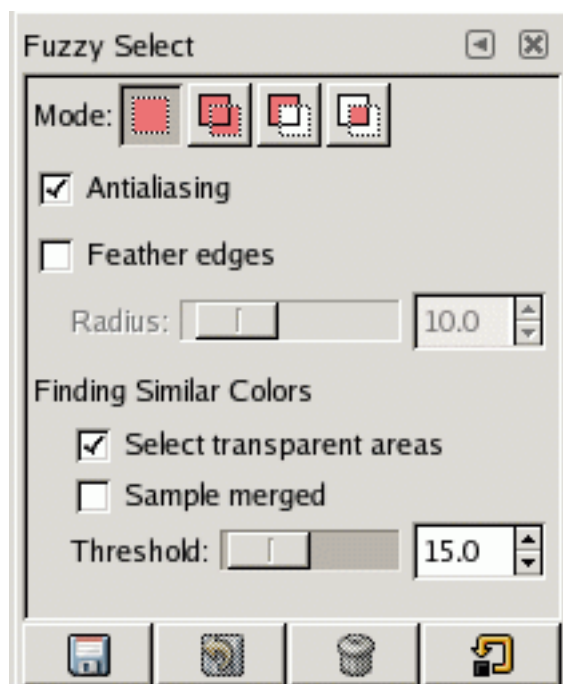 Fuzzy Select
Mode:
Antialiasing
Feather edges
Radius: 10.0
Finding Similar Colors
Select transparent areas
Sample merged
Threshold: 15.0